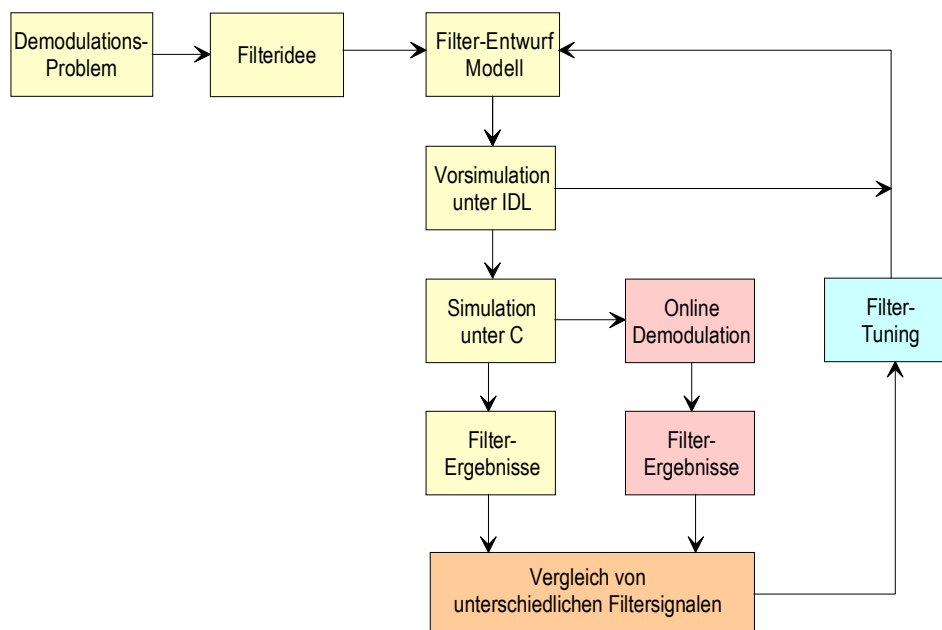 Demodulations-
Problem
Filteridee
Filter-Entwurf
Modell
Vorsimulation
unter IDL
Simulation
unter C
Online
Demodulation
Filter-
Tuning
Filter-
Ergebnisse
Filter-
Ergebnisse
Vergleich von
unterschiedlichen Filtersignalen